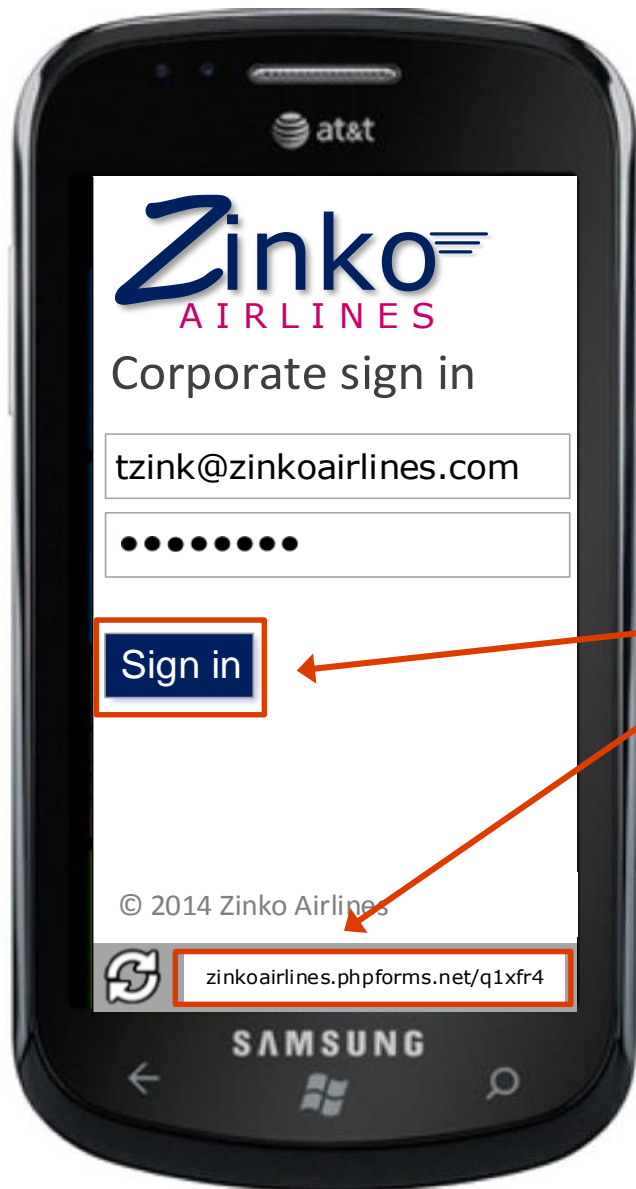 at&t
Zinko
AIRLINES
Corporate sign in
tzink@zinkoairlines.com
Sign in
© 2014 Zinko Airlines
zinkoairlines.phpforms.net/q1xfr4
SAMSUNG